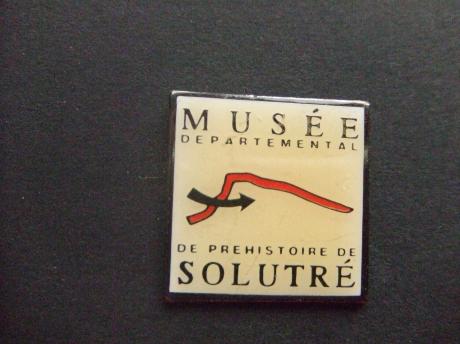 MUSÉE
DEPARTEMENTAL
DE PREHISTOIRE DE
SOLUTRÉ